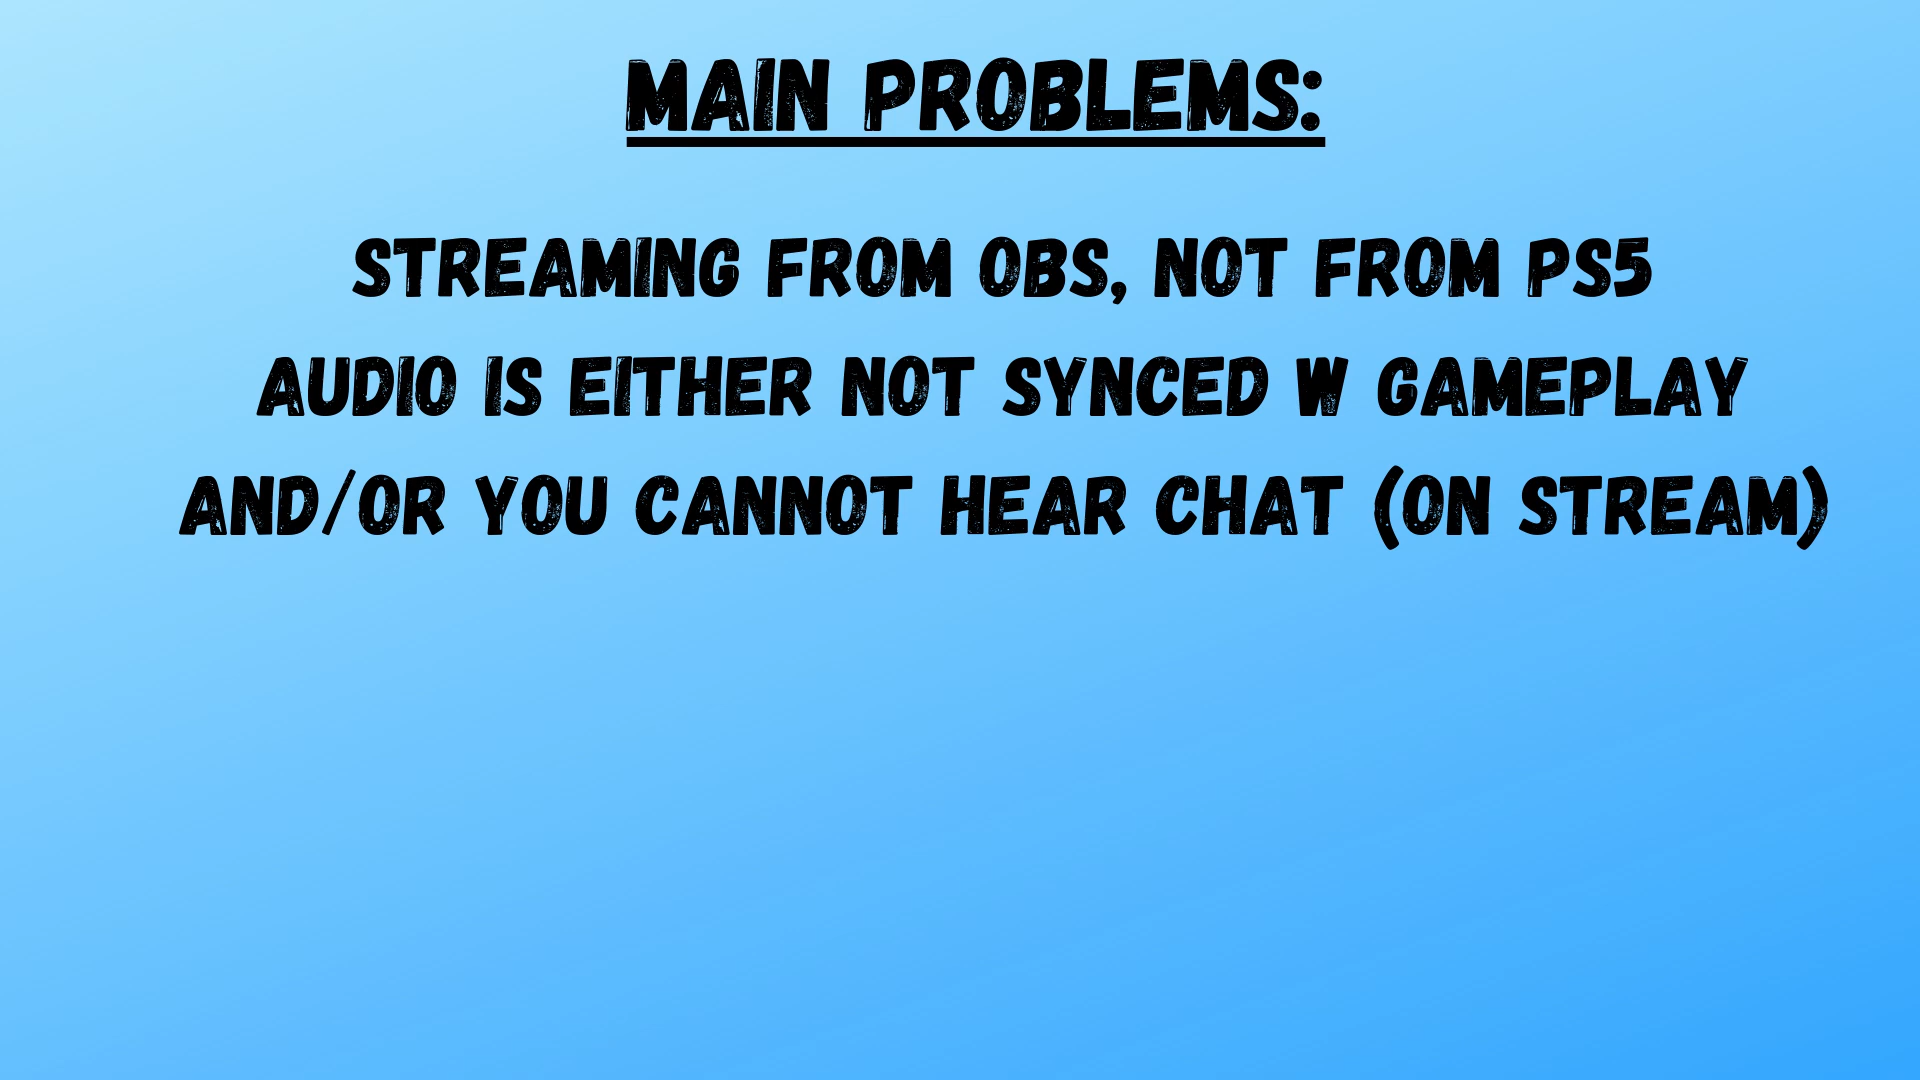 MAIN PROBLEMS:
STREAMING FROM OBS, NOT FROM PS5
AUDIO IS EITHER NOT SYNCED W GAMEPLAY
AND/OR YOU CANNOT HEAR CHAT (ON STREAM)